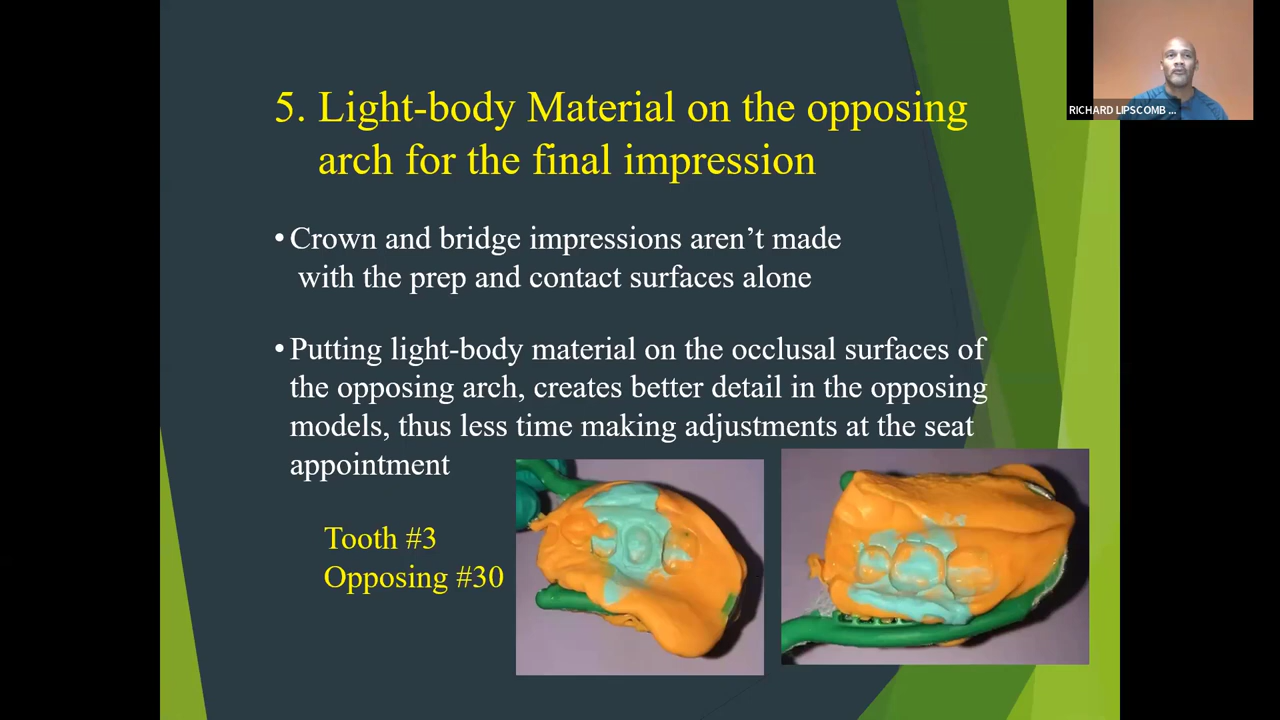 5. Light-body Material on the opposing
arch for the final impression
RICHARD LIPSCOMB ...
• Crown and bridge impressions aren’t made
with the prep and contact surfaces alone
• Putting light-body material on the occlusal surfaces of
the opposing arch, creates better detail in the opposing
models, thus less time making adjustments at the seat
appointment
Tooth #3
Opposing #30